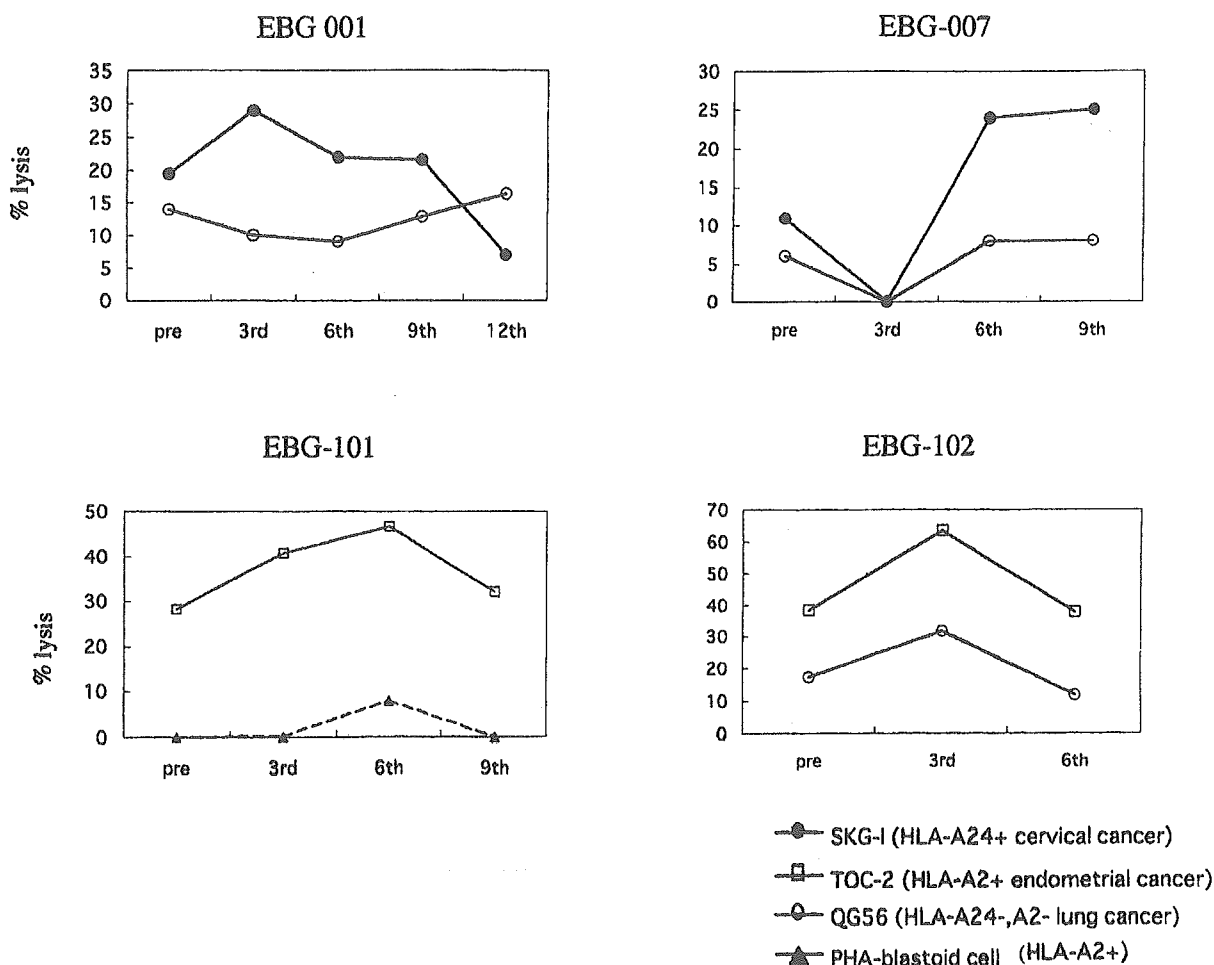 EBG 001
EBG-007
% lysis
35
30
25
20
15
10
5
0
pre 3rd 6th 9th 12th
30
25
20
15
10
5
0
pre 3rd 6th 9th
EBG-101
EBG-102
% lysis
50
40
30
20
10
0
pre 3rd 6th 9th
70
60
50
40
30
20
10
0
pre 3rd 6th
SKG-I (HLA-A24+ cervical cancer)
TOC-2 (HLA-A2+ endometrial cancer)
QG56 (HLA-A24-,A2- lung cancer)
PHA-blastoid cell (HLA-A2+)